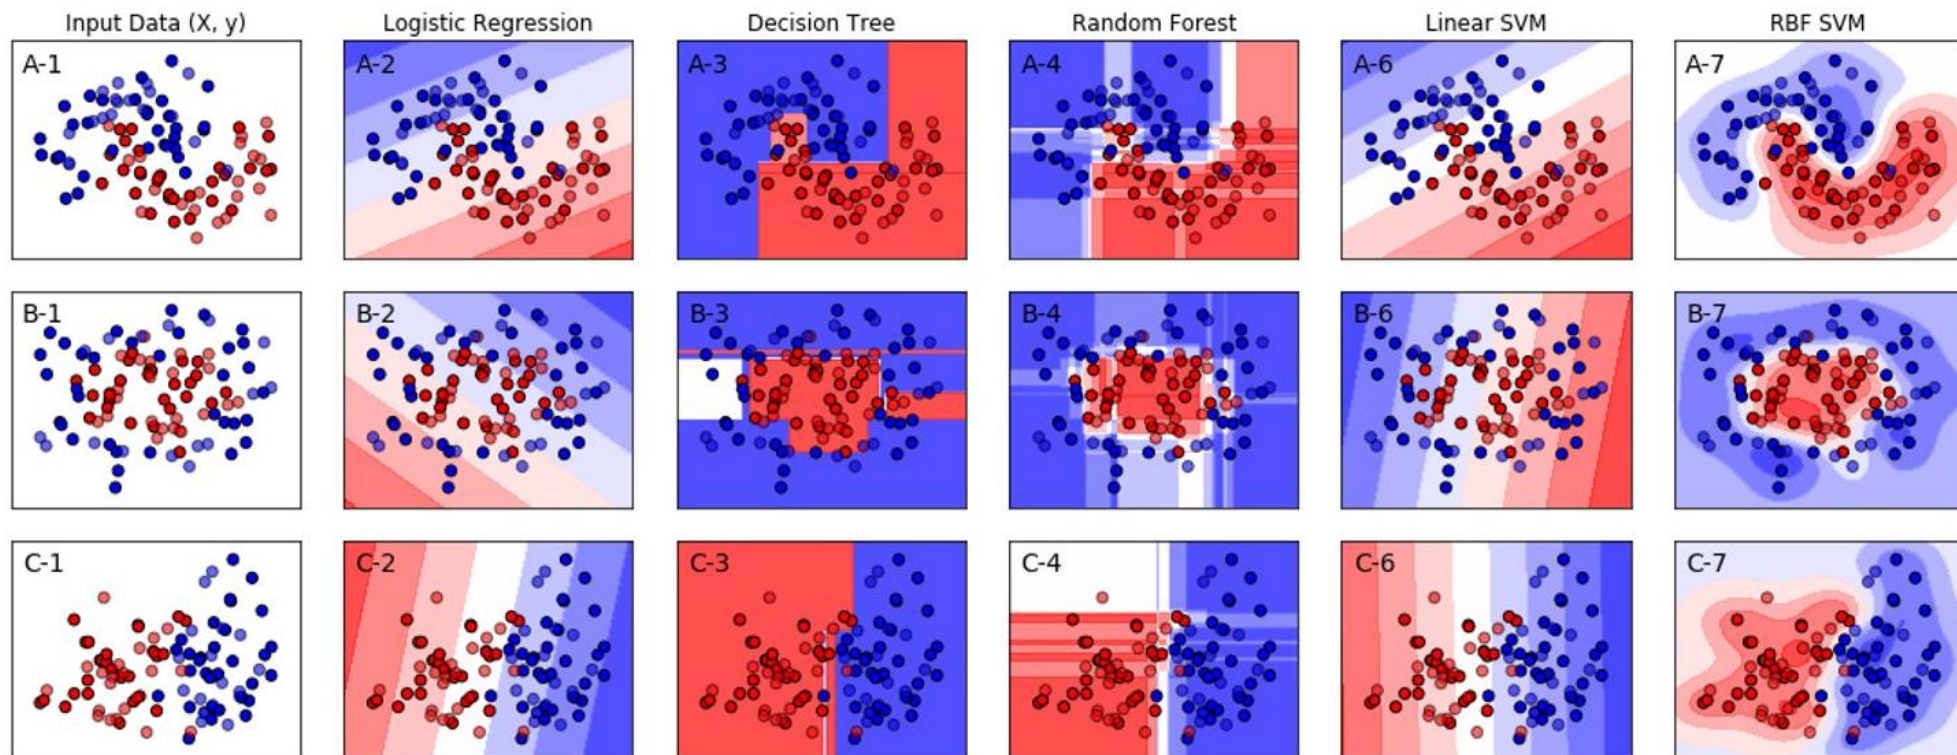 Input Data (X, y) Logistic Regression Decision Tree Random Forest Linear SVM RBF SVM
A-1 A-2 A-3 A-4 A-6 A-7
B-1 B-2 B-3 B-4 B-6 B-7
C-1 C-2 C-3 C-4 C-6 C-7